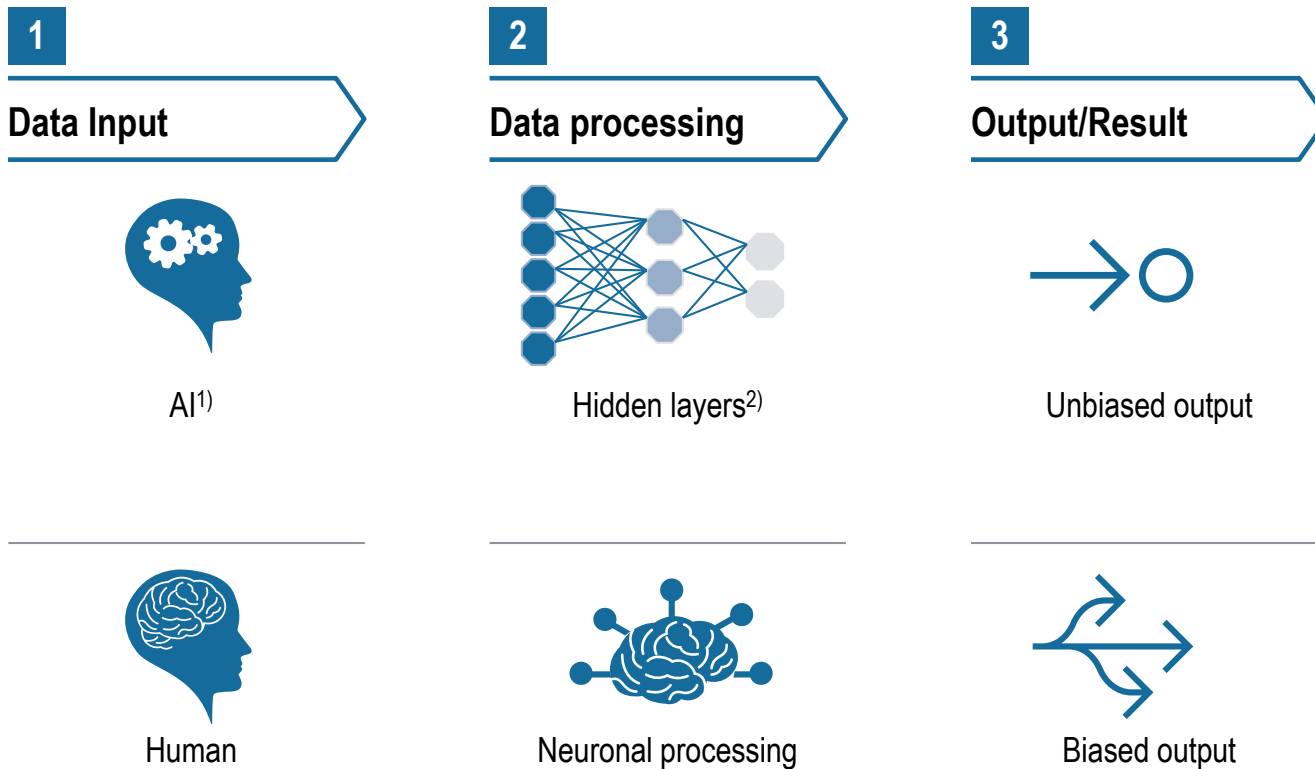 1
2
3
Data Input
Data processing
Output/Result
AI1)
Hidden layers2)
Unbiased output
Human
Neuronal processing
Biased output